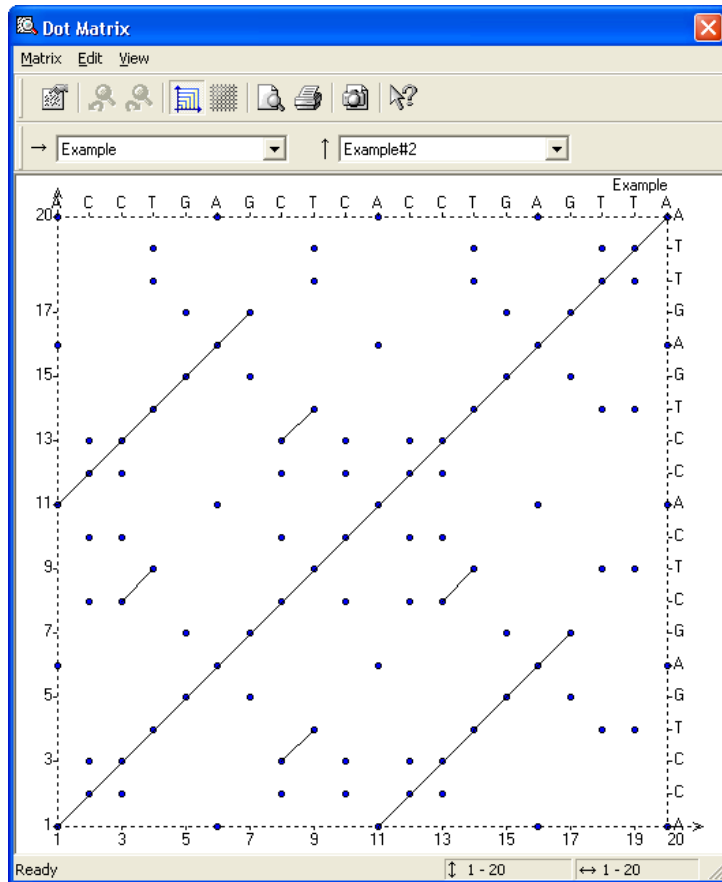 Dot Matrix
Matrix Edit View
→ Example ↑ Example#2
Example
A C C T G A G C T C A C C T G A G T T A
20 A
T
T
17 G
A
15 G
T
13 C
C
11 A
C
9 T
C
7 G
A
5 G
T
3 C
C
1 A
1 3 5 7 9 11 13 15 17 19 20
Ready ↕ 1 - 20 ↔ 1 - 20